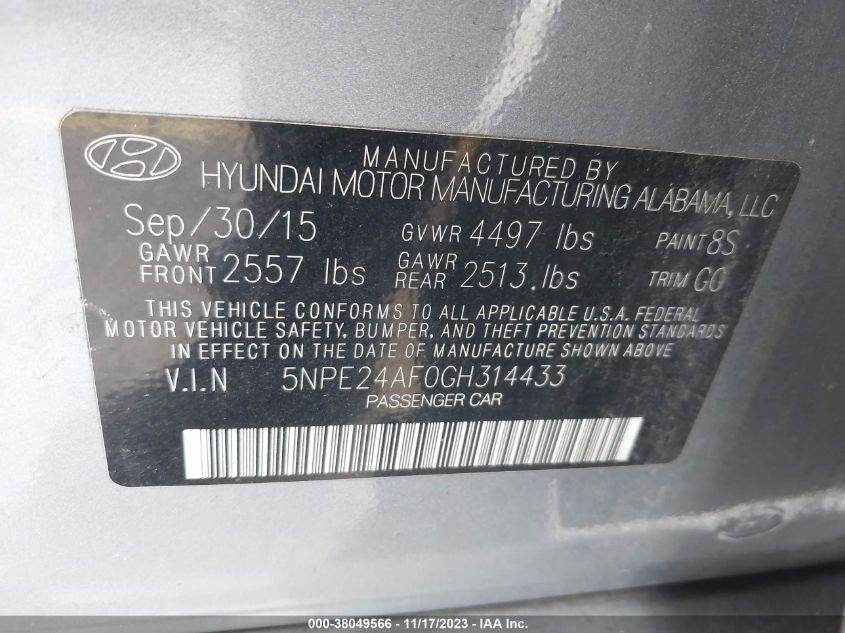 MANUFACTURED BY
HYUNDAI MOTOR MANUFACTURING ALABAMA, LLC
Sep/30/15 GVWR 4497 lbs PAINT 8S
GAWR FRONT 2557 lbs GAWR REAR 2513.lbs TRIM GO
THIS VEHICLE CONFORMS TO ALL APPLICABLE U.S.A. FEDERAL
MOTOR VEHICLE SAFETY, BUMPER, AND THEFT PREVENTION STANDARDS
IN EFFECT ON THE DATE OF MANUFACTURE SHOWN ABOVE
V.I.N 5NPE24AF0GH314433
PASSENGER CAR
000-38049566 - 11/17/2023 - IAA Inc.